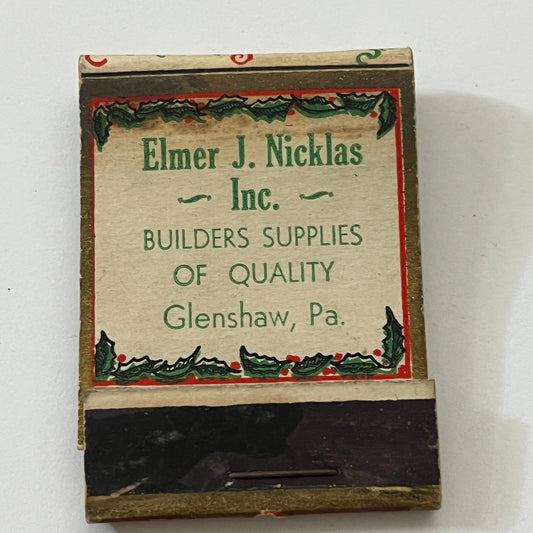 Elmer J. Nicklas
Inc.
BUILDERS SUPPLIES
OF QUALITY
Glenshaw, Pa.